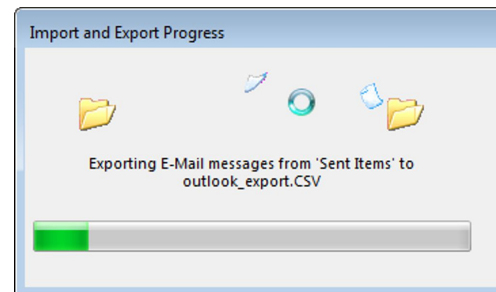 Import and Export Progress
Exporting E-Mail messages from 'Sent Items' to
outlook_export.CSV